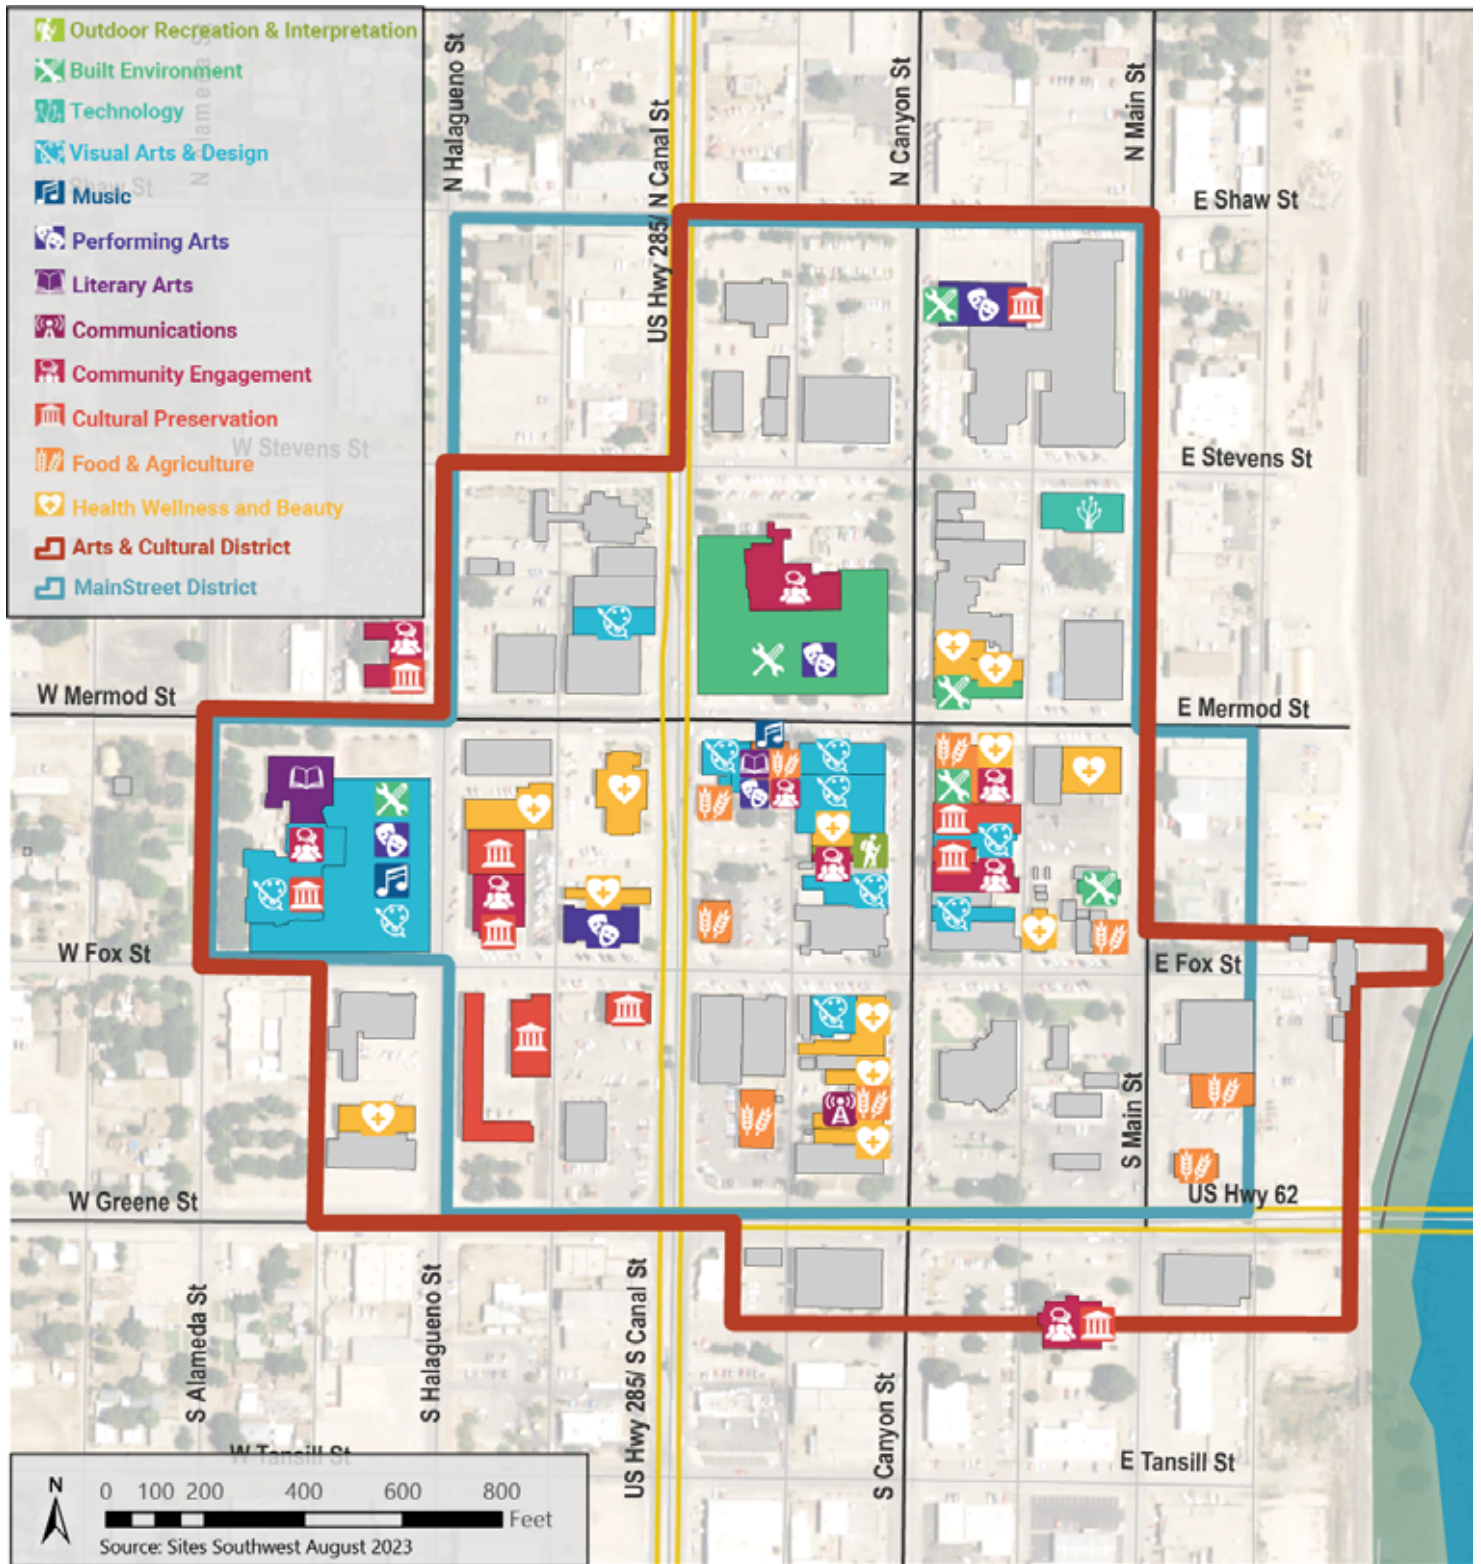 Outdoor Recreation & Interpretation
Built Environment
Technology
Visual Arts & Design
Music
Performing Arts
Literary Arts
Communications
Community Engagement
Cultural Preservation
Food & Agriculture
Health Wellness and Beauty
Arts & Cultural District
MainStreet District
N Alameda St
Shaw St
W Stevens St
N Halagueno St
US Hwy 285/ N Canal St
N Canyon St
N Main St
E Shaw St
E Stevens St
W Mermod St
E Mermod St
W Fox St
E Fox St
S Main St
W Greene St
US Hwy 62
S Alameda St
S Halagueno St
US Hwy 285/ S Canal St
S Canyon St
W Tansill St
E Tansill St
N
0 100 200 400 600 800
Feet
Source: Sites Southwest August 2023